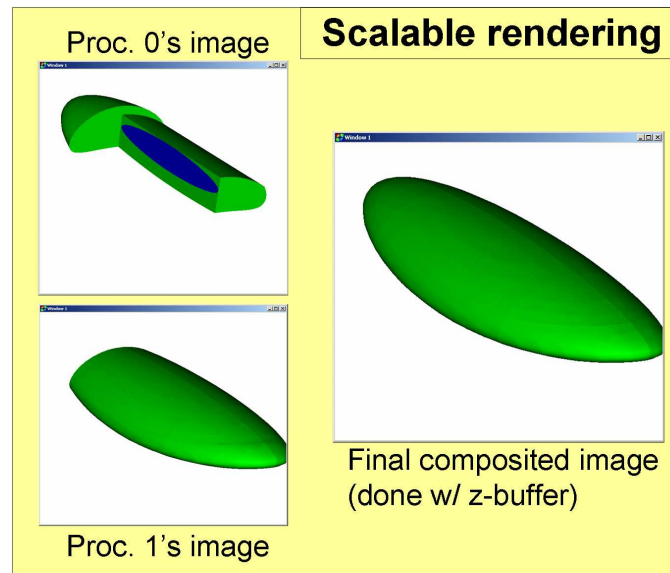 Scalable rendering
Proc. 0's image
Window 1
Window 1
Proc. 1's image
Window 1
Final composited image
(done w/ z-buffer)